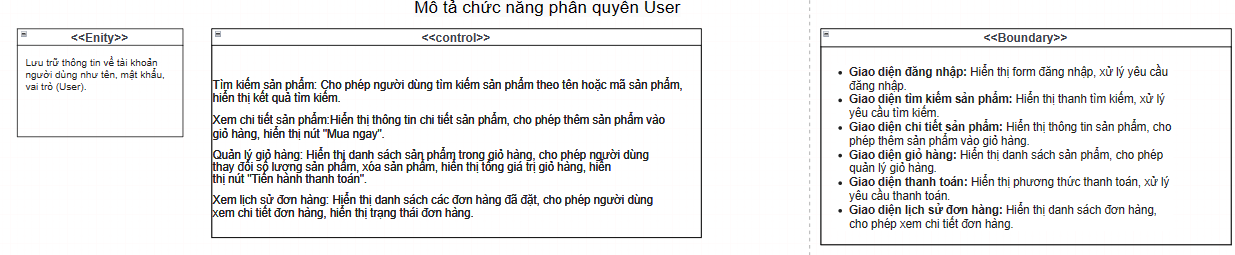 Mô tả chức năng phân quyền User
<<Enity>>
Lưu trữ thông tin về tài khoản
người dùng như tên, mật khẩu,
vai trò (User).
<<control>>
Tìm kiếm sản phẩm: Cho phép người dùng tìm kiếm sản phẩm theo tên hoặc mã sản phẩm,
hiển thị kết quả tìm kiếm.
Xem chi tiết sản phẩm:Hiển thị thông tin chi tiết sản phẩm, cho phép thêm sản phẩm vào
giỏ hàng, hiển thị nút "Mua ngay".
Quản lý giỏ hàng: Hiển thị danh sách sản phẩm trong giỏ hàng, cho phép người dùng
thay đổi số lượng sản phẩm, xóa sản phẩm, hiển thị tổng giá trị giỏ hàng, hiển
thị nút "Tiến hành thanh toán".
Xem lịch sử đơn hàng: Hiển thị danh sách các đơn hàng đã đặt, cho phép người dùng
xem chi tiết đơn hàng, hiển thị trạng thái đơn hàng.
<<Boundary>>
• Giao diện đăng nhập: Hiển thị form đăng nhập, xử lý yêu cầu
đăng nhập.
• Giao diện tìm kiếm sản phẩm: Hiển thị thanh tìm kiếm, xử lý
yêu cầu tìm kiếm.
• Giao diện chi tiết sản phẩm: Hiển thị thông tin sản phẩm, cho
phép thêm sản phẩm vào giỏ hàng.
• Giao diện giỏ hàng: Hiển thị danh sách sản phẩm, cho phép
quản lý giỏ hàng.
• Giao diện thanh toán: Hiển thị phương thức thanh toán, xử lý
yêu cầu thanh toán.
• Giao diện lịch sử đơn hàng: Hiển thị danh sách đơn hàng,
cho phép xem chi tiết đơn hàng.